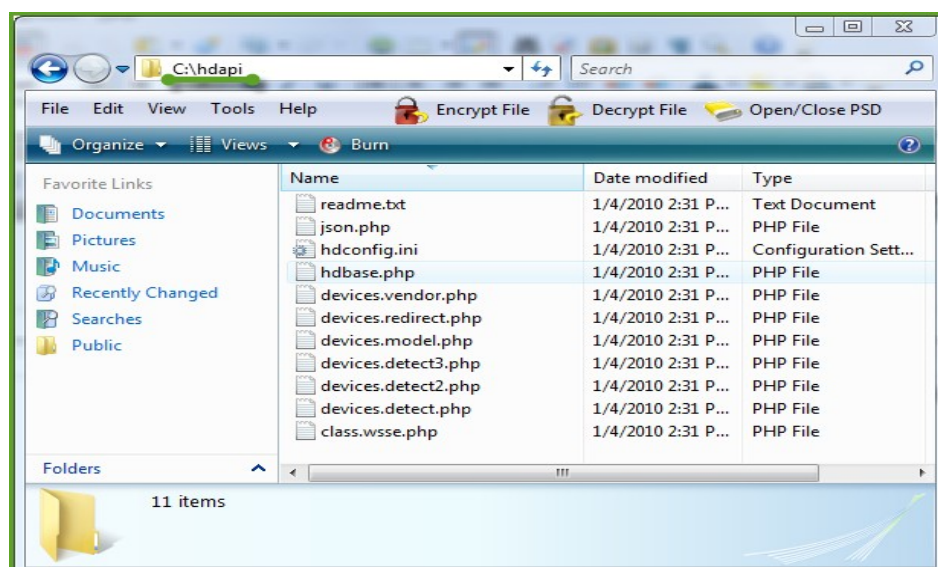 C:\hdapi
Search
File Edit View Tools Help Encrypt File Decrypt File Open/Close PSD
Organize Views Burn
Favorite Links
Documents
Pictures
Music
Recently Changed
Searches
Public
Folders
Name Date modified Type
readme.txt 1/4/2010 2:31 P... Text Document
json.php 1/4/2010 2:31 P... PHP File
hdconfig.ini 1/4/2010 2:31 P... Configuration Sett...
hdbase.php 1/4/2010 2:31 P... PHP File
devices.vendor.php 1/4/2010 2:31 P... PHP File
devices.redirect.php 1/4/2010 2:31 P... PHP File
devices.model.php 1/4/2010 2:31 P... PHP File
devices.detect3.php 1/4/2010 2:31 P... PHP File
devices.detect2.php 1/4/2010 2:31 P... PHP File
devices.detect.php 1/4/2010 2:31 P... PHP File
class.wsse.php 1/4/2010 2:31 P... PHP File
11 items